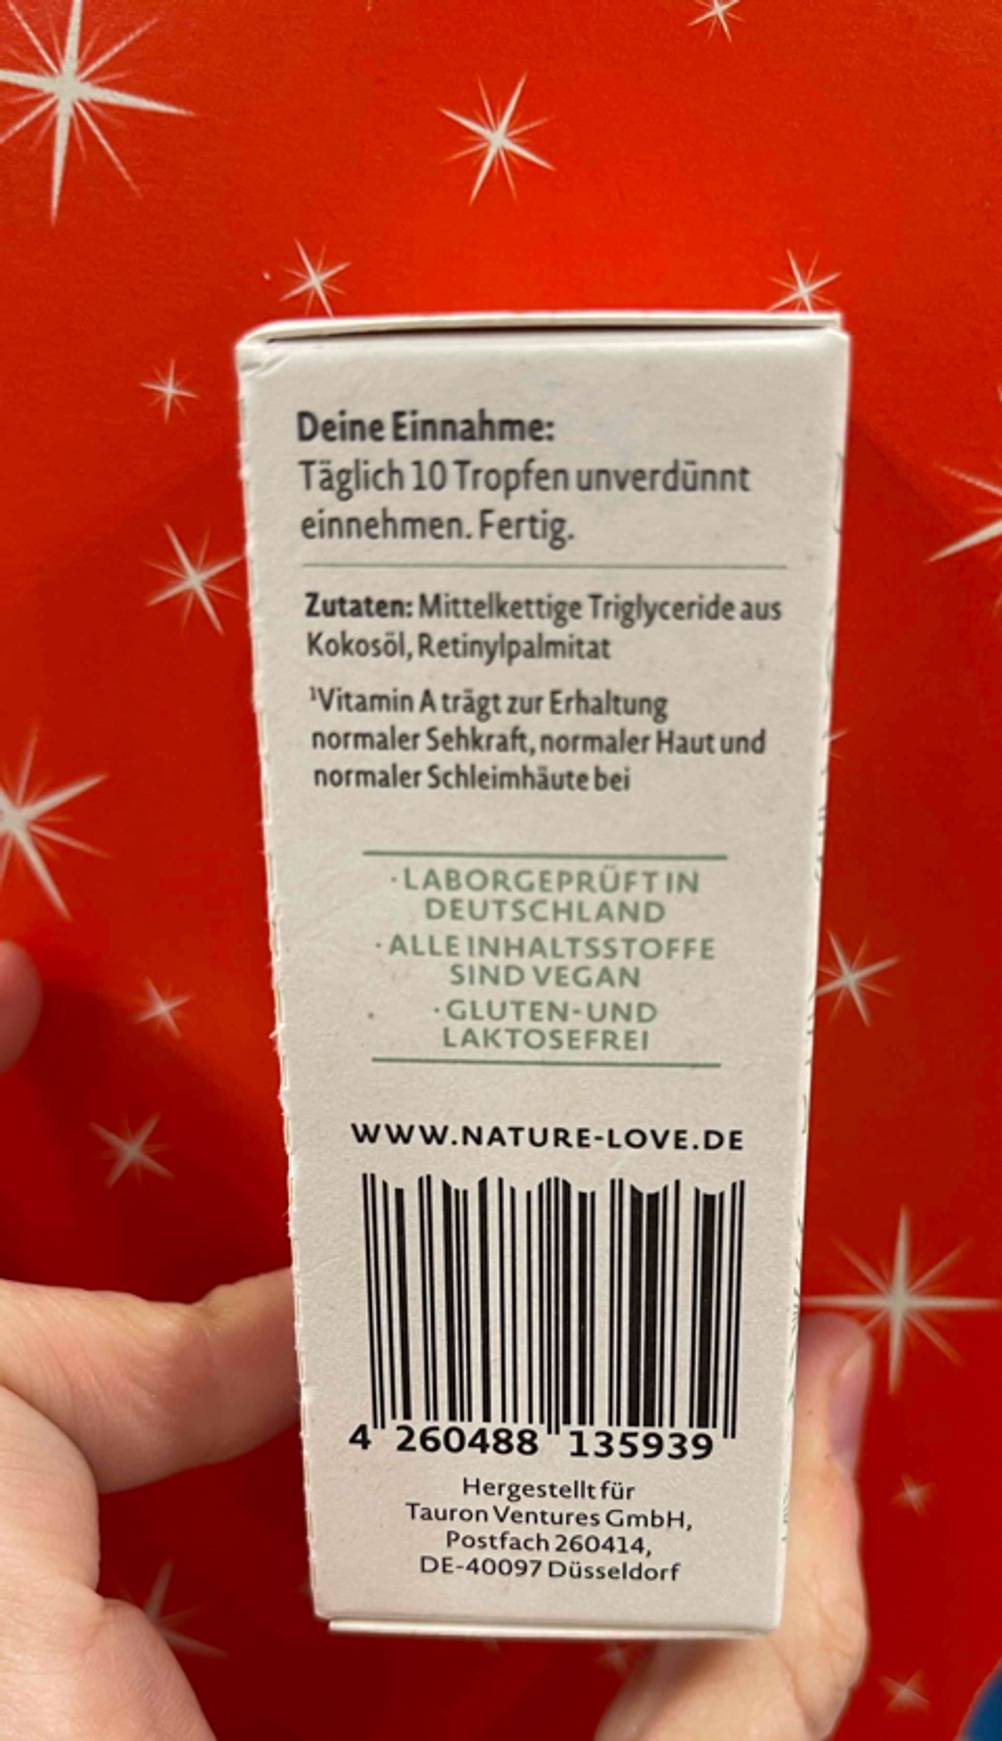 Deine Einnahme:
Täglich 10 Tropfen unverdünnt
einnehmen. Fertig.
Zutaten: Mittelkettige Triglyceride aus
Kokosöl, Retinylpalmitat
¹Vitamin A trägt zur Erhaltung
normaler Sehkraft, normaler Haut und
normaler Schleimhäute bei
· LABORGEPRÜFT IN
DEUTSCHLAND
· ALLE INHALTSSTOFFE
SIND VEGAN
· GLUTEN- UND
LAKTOSEFREI
WWW.NATURE-LOVE.DE
4 260488 135939
Hergestellt für
Tauron Ventures GmbH,
Postfach 260414,
DE-40097 Düsseldorf